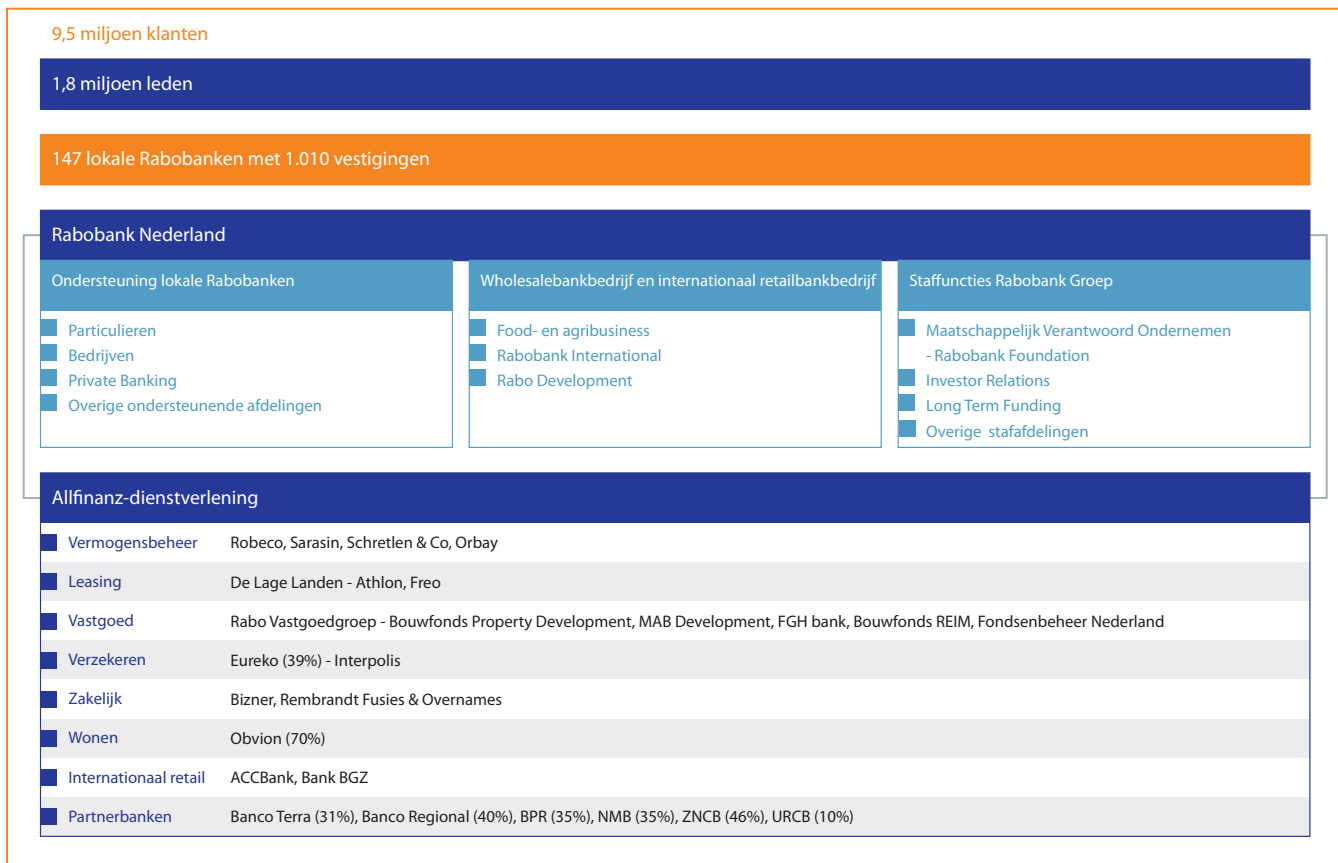 9,5 miljoen klanten
1,8 miljoen leden
147 lokale Rabobanken met 1.010 vestigingen
Rabobank Nederland
Ondersteuning lokale Rabobanken
Particulieren
Bedrijven
Private Banking
Overige ondersteunende afdelingen
Wholesalebankbedrijf en internationaal retailbankbedrijf
Food- en agribusiness
Rabobank International
Rabo Development
Staffuncties Rabobank Groep
Maatschappelijk Verantwoord Ondernemen
- Rabobank Foundation
Investor Relations
Long Term Funding
Overige stafafdelingen
Allfinanz-dienstverlening
Vermogensbeheer Robeco, Sarasin, Schretlen & Co, Orbay
Leasing De Lage Landen - Athlon, Freo
Vastgoed Rabo Vastgoedgroep - Bouwfonds Property Development, MAB Development, FGH bank, Bouwfonds REIM, Fondsenbeheer Nederland
Verzekeren Eureko (39%) - Interpolis
Zakelijk Bizner, Rembrandt Fusies & Overnames
Wonen Obvion (70%)
Internationaal retail ACCBank, Bank BGZ
Partnerbanken Banco Terra (31%), Banco Regional (40%), BPR (35%), NMB (35%), ZNCB (46%), URCB (10%)